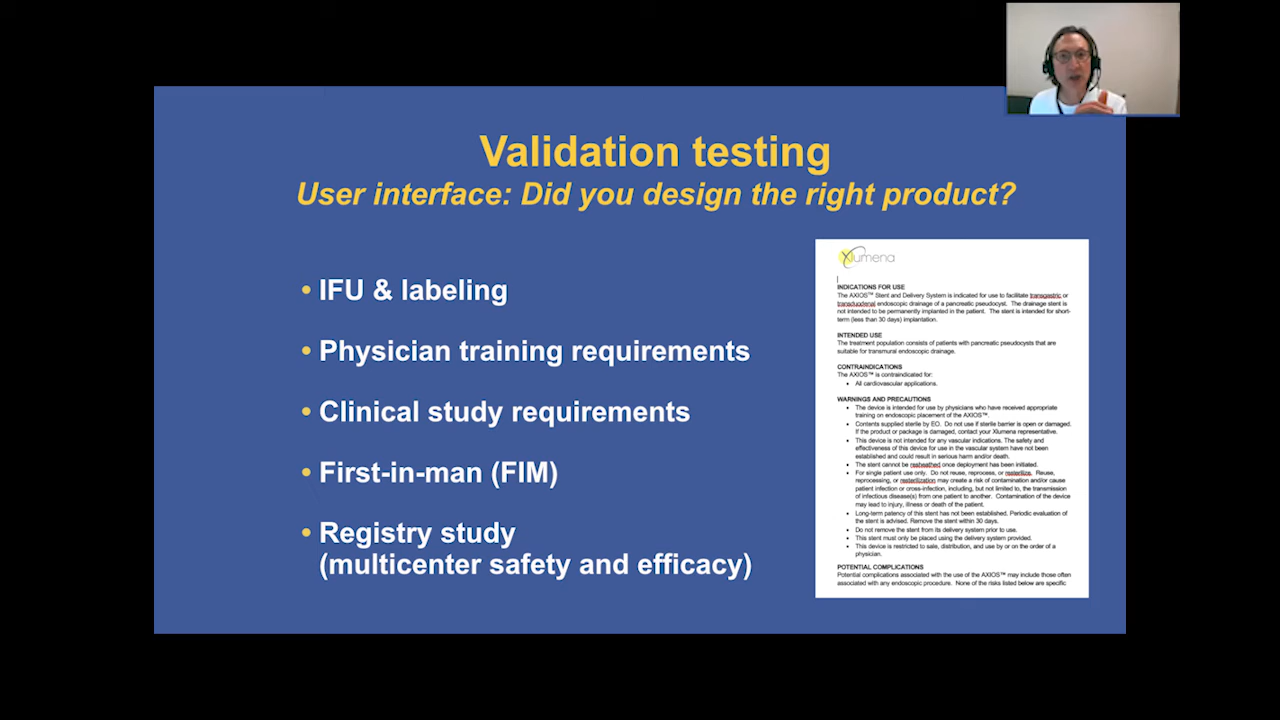 Validation testing
User interface: Did you design the right product?
• IFU & labeling
• Physician training requirements
• Clinical study requirements
• First-in-man (FIM)
• Registry study
(multicenter safety and efficacy)
Xlumena
INDICATIONS FOR USE
The AXIOS™ Stent and Delivery System is indicated for use to facilitate transgastric or
transduodenal endoscopic drainage of a pancreatic pseudocyst. The drainage stent is
not intended to be permanently implanted in the patient. The stent is intended for short-
term (less than 30 days) implantation.
INTENDED USE
The treatment population consists of patients with pancreatic pseudocysts that are
suitable for transmural endoscopic drainage.
CONTRAINDICATIONS
The AXIOS™ is contraindicated for:
• All cardiovascular applications.
WARNINGS AND PRECAUTIONS
• The device is intended for use by physicians who have received appropriate
training on endoscopic placement of the AXIOS™.
• Contents supplied sterile by EO. Do not use if sterile barrier is open or damaged.
If the product or package is damaged, contact your Xlumena representative.
• This device is not intended for any vascular indications. The safety and
effectiveness of this device for use in the vascular system have not been
established and could result in serious harm and/or death.
• The stent cannot be resheathed once deployment has been initiated.
• For single patient use only. Do not reuse, reprocess, or resterilize. Reuse,
reprocessing, or resterilization may create a risk of contamination and/or cause
patient infection or cross-infection, including, but not limited to, the transmission
of infectious disease(s) from one patient to another. Contamination of the device
may lead to injury, illness or death of the patient.
• Long-term patency of this stent has not been established. Periodic evaluation of
the stent is advised. Remove the stent within 30 days.
• Do not remove the stent from its delivery system prior to use.
• This stent must only be placed using the delivery system provided.
• This device is restricted to sale, distribution, and use by or on the order of a
physician.
POTENTIAL COMPLICATIONS
Potential complications associated with the use of the AXIOS™ may include those often
associated with any endoscopic procedure. None of the risks listed below are specific